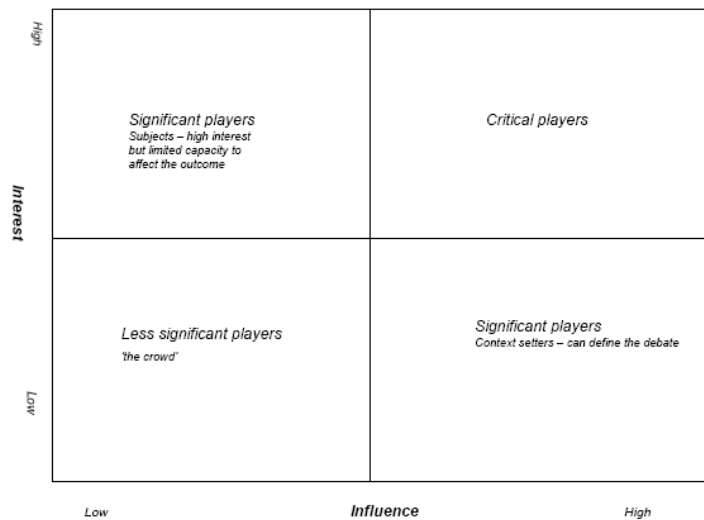 High
Significant players
Subjects – high interest
but limited capacity to
affect the outcome
Critical players
Interest
Less significant players
'the crowd'
Significant players
Context setters – can define the debate
Low
Low
Influence
High